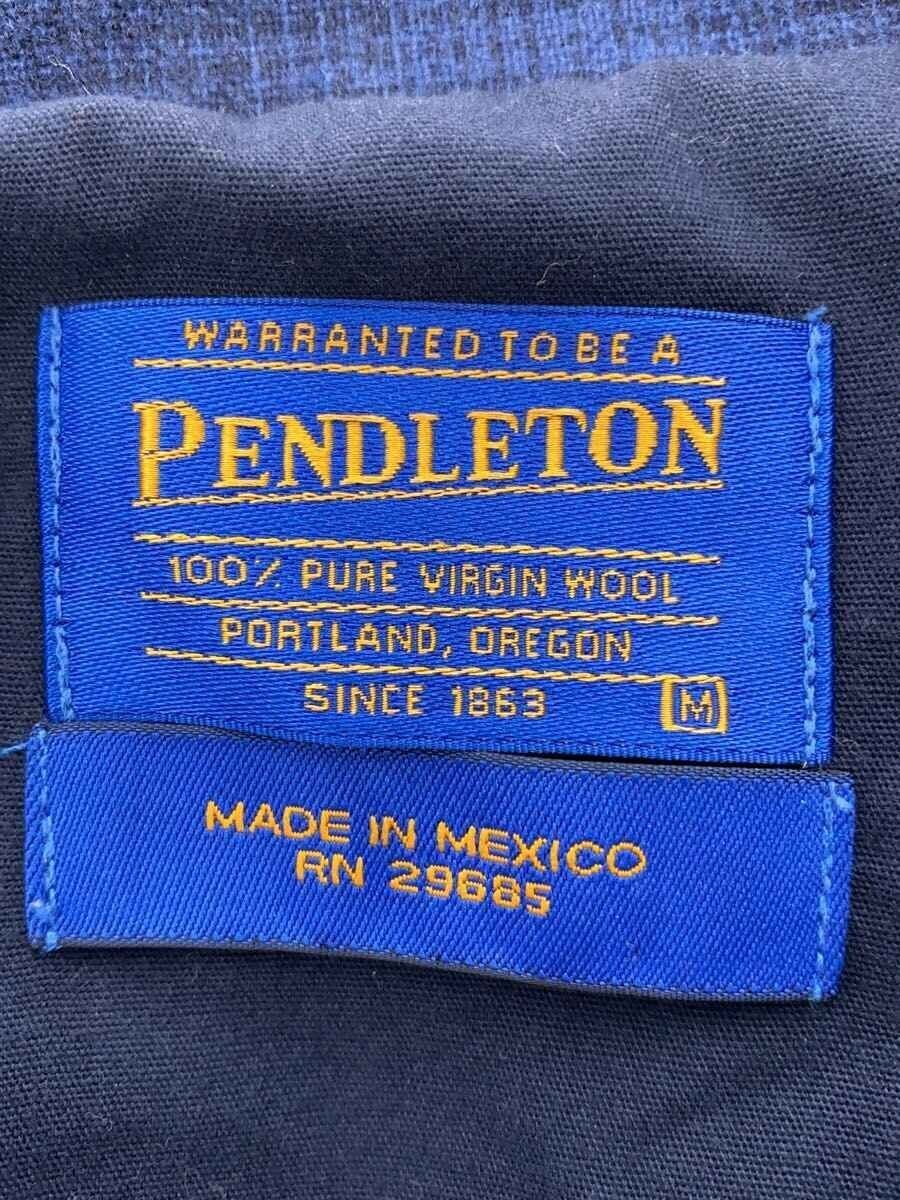 WARRANTED TO BE A
PENDLETON
100% PURE VIRGIN WOOL
PORTLAND, OREGON
SINCE 1863 M
MADE IN MEXICO
RN 29685